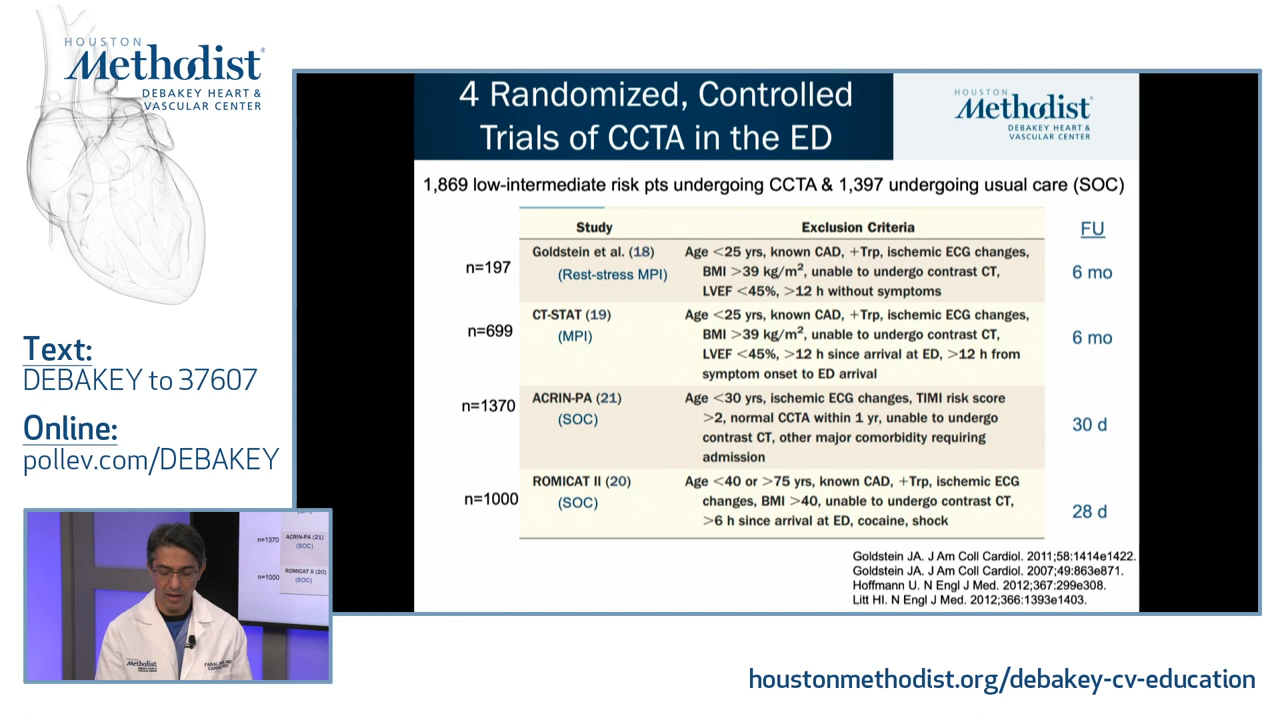 HOUSTON
Methodist®
DEBAKEY HEART &
VASCULAR CENTER
Text:
DEBAKEY to 37607
Online:
pollev.com/DEBAKEY
4 Randomized, Controlled
Trials of CCTA in the ED
HOUSTON
Methodist®
DEBAKEY HEART &
VASCULAR CENTER
1,869 low-intermediate risk pts undergoing CCTA & 1,397 undergoing usual care (SOC)
Study Exclusion Criteria FU
n=197 Goldstein et al. (18) Age <25 yrs, known CAD, +Trp, ischemic ECG changes,
(Rest-stress MPI) BMI >39 kg/m², unable to undergo contrast CT, 6 mo
LVEF <45%, >12 h without symptoms
n=699 CT-STAT (19) Age <25 yrs, known CAD, +Trp, ischemic ECG changes,
(MPI) BMI >39 kg/m², unable to undergo contrast CT, 6 mo
LVEF <45%, >12 h since arrival at ED, >12 h from
symptom onset to ED arrival
n=1370 ACRIN-PA (21) Age <30 yrs, ischemic ECG changes, TIMI risk score
(SOC) >2, normal CCTA within 1 yr, unable to undergo 30 d
contrast CT, other major comorbidity requiring
admission
n=1000 ROMICAT II (20) Age <40 or >75 yrs, known CAD, +Trp, ischemic ECG
(SOC) changes, BMI >40, unable to undergo contrast CT, 28 d
>6 h since arrival at ED, cocaine, shock
Goldstein JA. J Am Coll Cardiol. 2011;58:1414e1422.
Goldstein JA. J Am Coll Cardiol. 2007;49:863e871.
Hoffmann U. N Engl J Med. 2012;367:299e308.
Litt HI. N Engl J Med. 2012;366:1393e1403.
n=1370 ACRIN-PA (21)
(SOC)
n=1000 ROMICAT II (20)
(SOC)
Methodist
houstonmethodist.org/debakey-cv-education